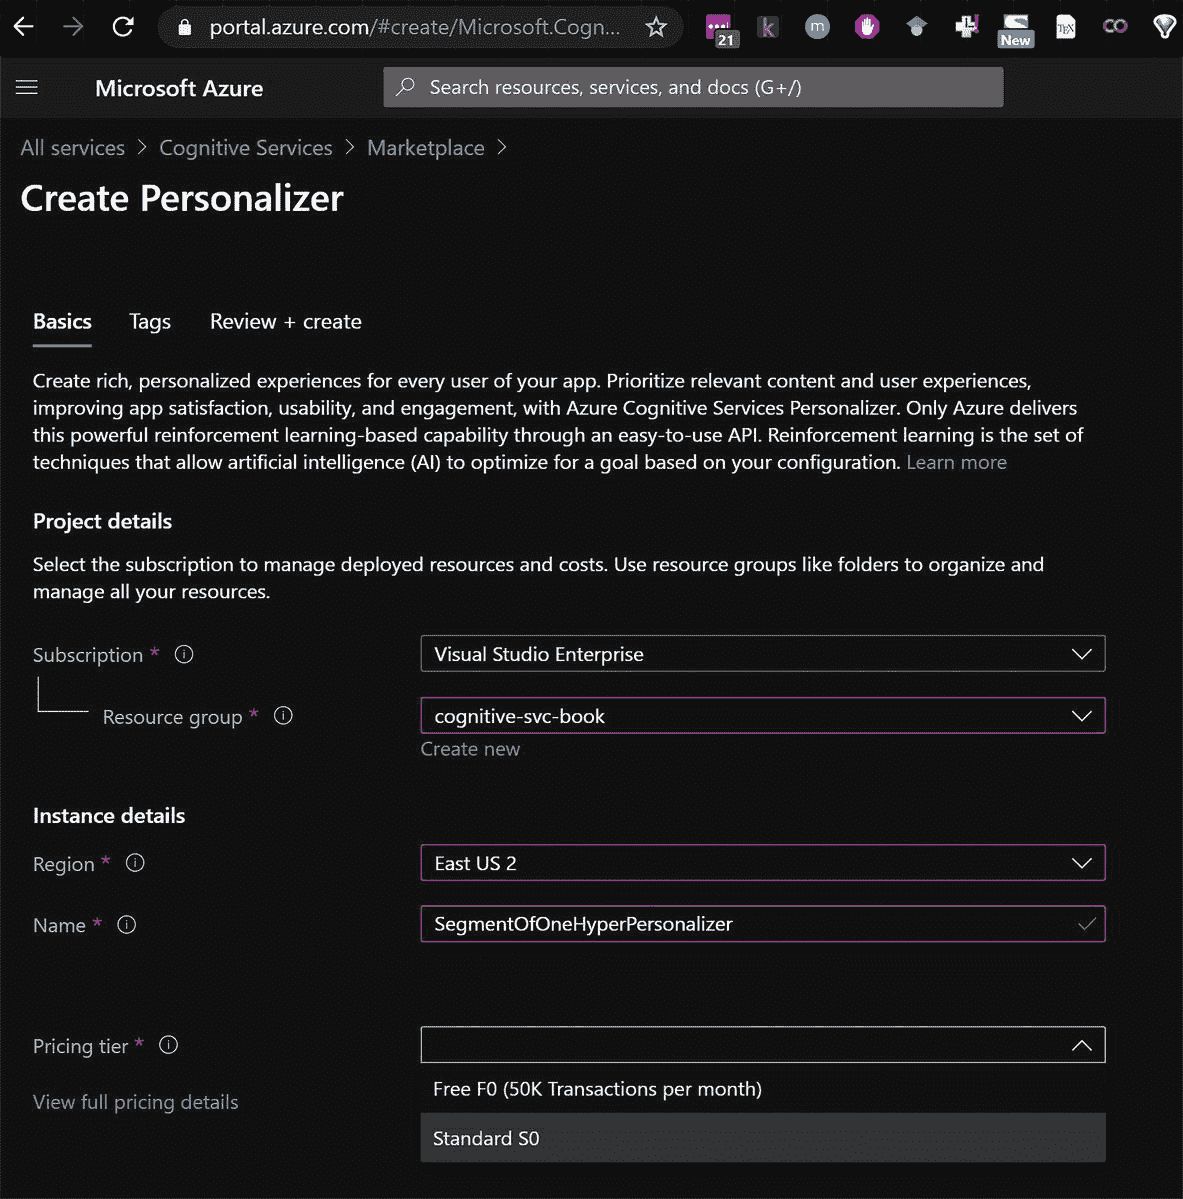 portal.azure.com/#create/Microsoft.Cogn...
21
k
m
New
TEX
Microsoft Azure
Search resources, services, and docs (G+/)
All services > Cognitive Services > Marketplace >
Create Personalizer
Basics Tags Review + create
Create rich, personalized experiences for every user of your app. Prioritize relevant content and user experiences,
improving app satisfaction, usability, and engagement, with Azure Cognitive Services Personalizer. Only Azure delivers
this powerful reinforcement learning-based capability through an easy-to-use API. Reinforcement learning is the set of
techniques that allow artificial intelligence (AI) to optimize for a goal based on your configuration. Learn more
Project details
Select the subscription to manage deployed resources and costs. Use resource groups like folders to organize and
manage all your resources.
Subscription * Visual Studio Enterprise
Resource group * cognitive-svc-book
Create new
Instance details
Region * East US 2
Name * SegmentOfOneHyperPersonalizer
Pricing tier *
Free F0 (50K Transactions per month)
View full pricing details
Standard S0